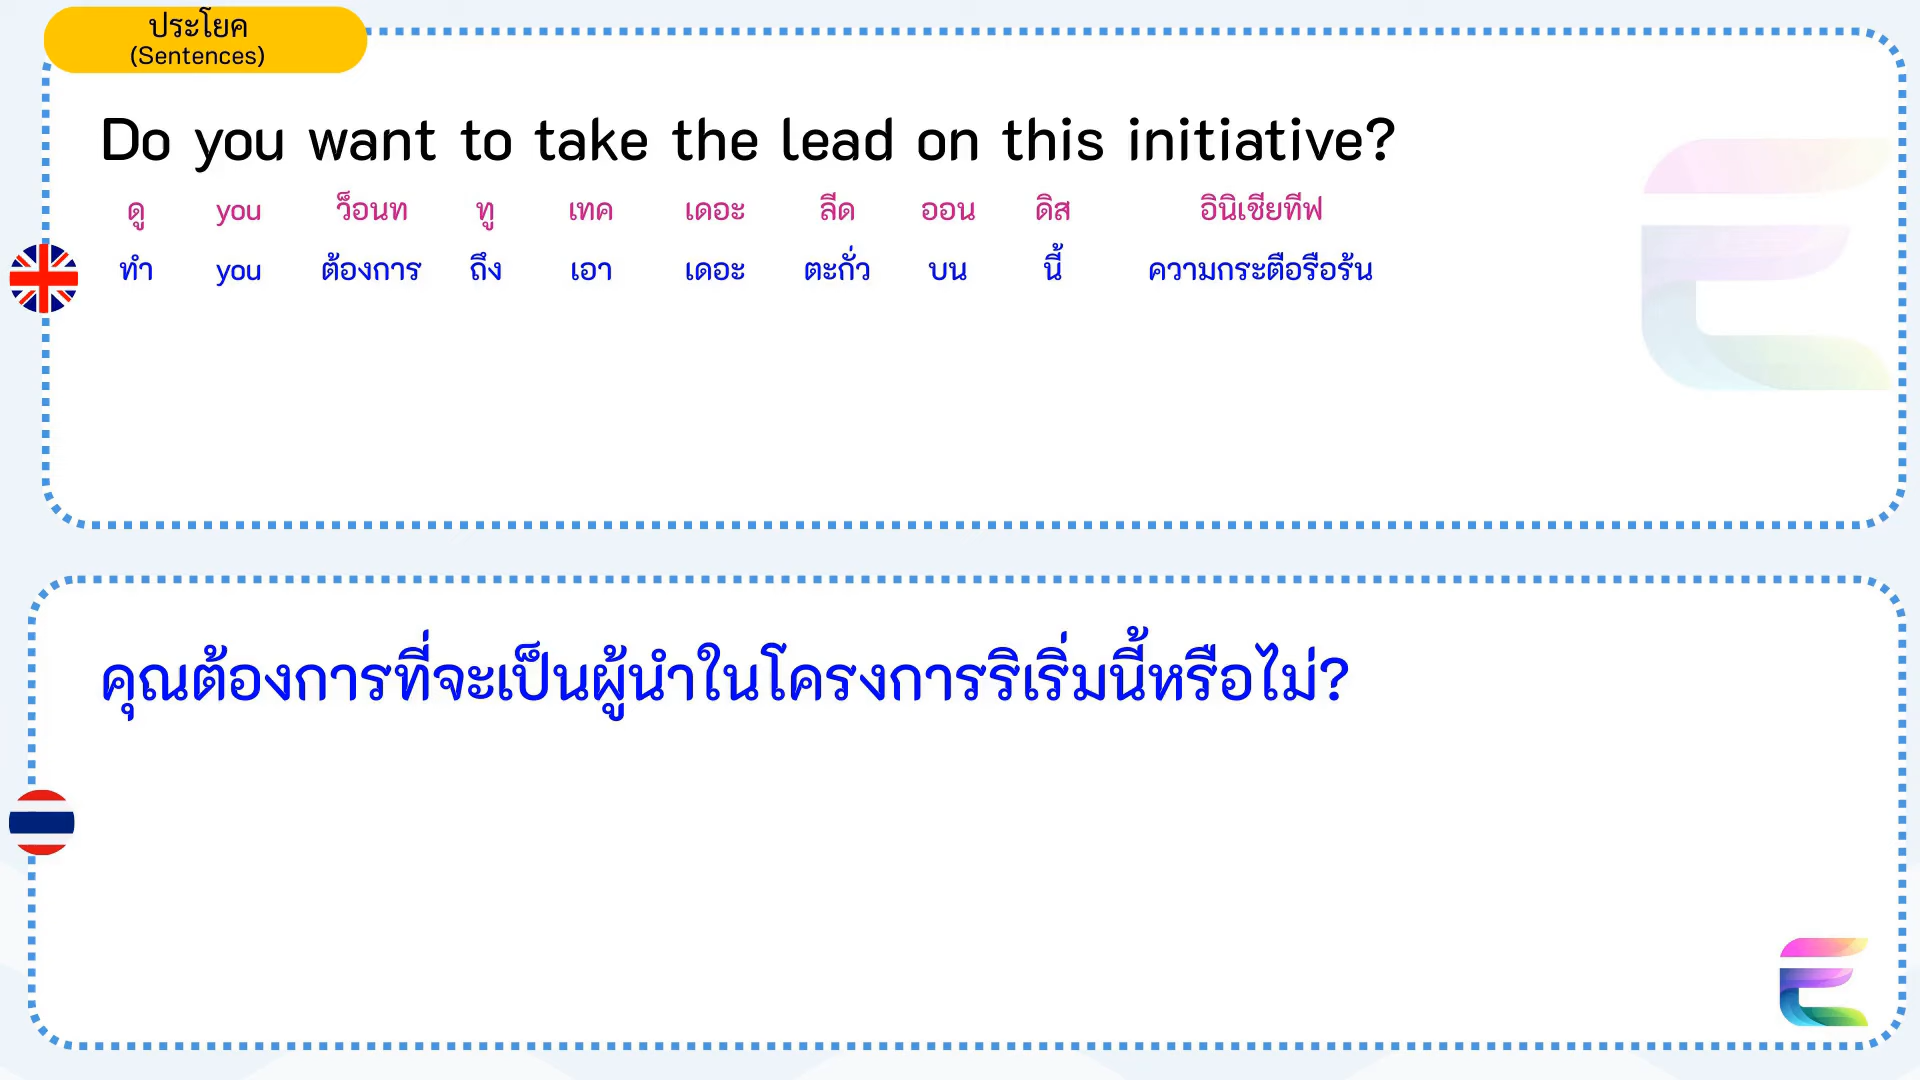 ประโยค
(Sentences)
Do you want to take the lead on this initiative?
ดู you ว็อนท ทู เทค เดอะ ลีด ออน ดิส อินิเชียทีฟ
ทำ you ต้องการ ถึง เอา เดอะ ตะกั่ว บน นี้ ความกระตือรือร้น
คุณต้องการที่จะเป็นผู้นำในโครงการริเริ่มนี้หรือไม่?